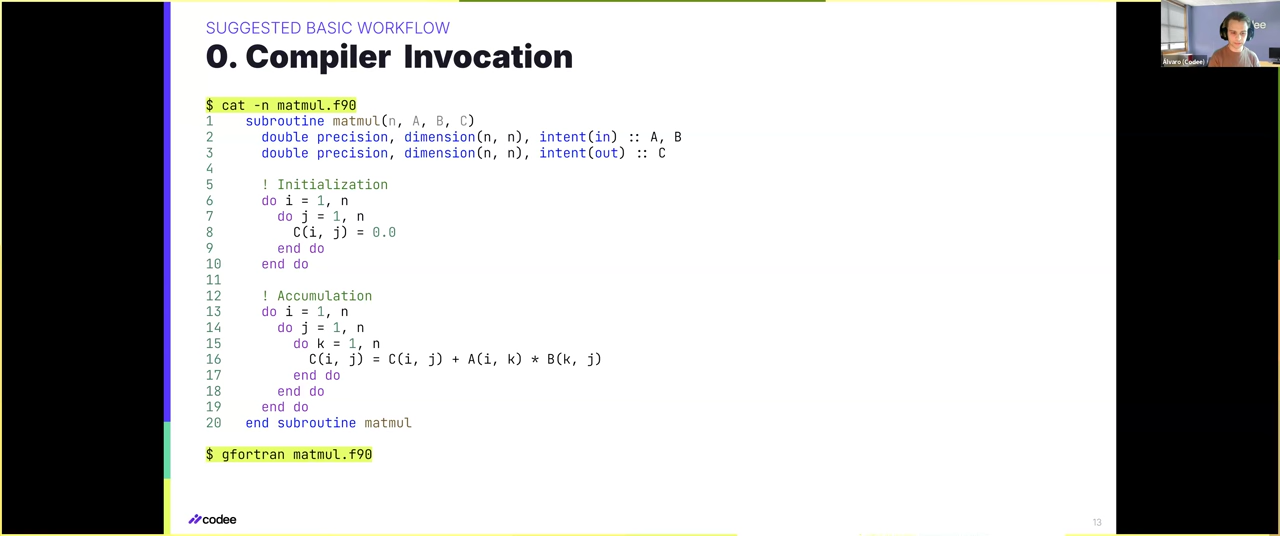 SUGGESTED BASIC WORKFLOW
0. Compiler Invocation
$ cat -n matmul.f90
1 subroutine matmul(n, A, B, C)
2 double precision, dimension(n, n), intent(in) :: A, B
3 double precision, dimension(n, n), intent(out) :: C
4
5 ! Initialization
6 do i = 1, n
7 do j = 1, n
8 C(i, j) = 0.0
9 end do
10 end do
11
12 ! Accumulation
13 do i = 1, n
14 do j = 1, n
15 do k = 1, n
16 C(i, j) = C(i, j) + A(i, k) * B(k, j)
17 end do
18 end do
19 end do
20 end subroutine matmul
$ gfortran matmul.f90
codee
13
Álvaro (Codee)